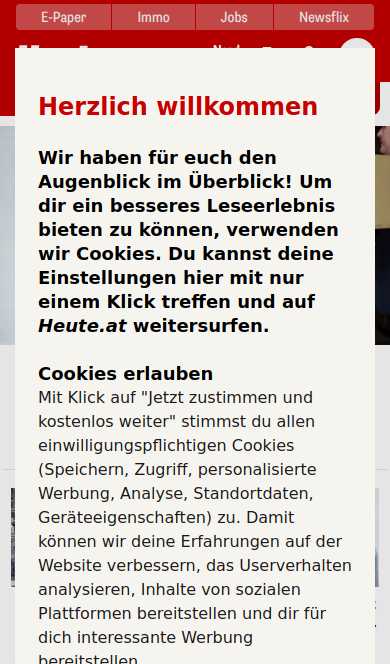 E-Paper Immo Jobs Newsflix
Herzlich willkommen
Wir haben für euch den
Augenblick im Überblick! Um
dir ein besseres Leseerlebnis
bieten zu können, verwenden
wir Cookies. Du kannst deine
Einstellungen hier mit nur
einem Klick treffen und auf
Heute.at weitersurfen.
Cookies erlauben
Mit Klick auf "Jetzt zustimmen und
kostenlos weiter" stimmst du allen
einwilligungspflichtigen Cookies
(Speichern, Zugriff, personalisierte
Werbung, Analyse, Standortdaten,
Geräteeigenschaften) zu. Damit
können wir deine Erfahrungen auf der
Website verbessern, das Userverhalten
analysieren, Inhalte von sozialen
Plattformen bereitstellen und dir für
dich interessante Werbung
bereitstellen